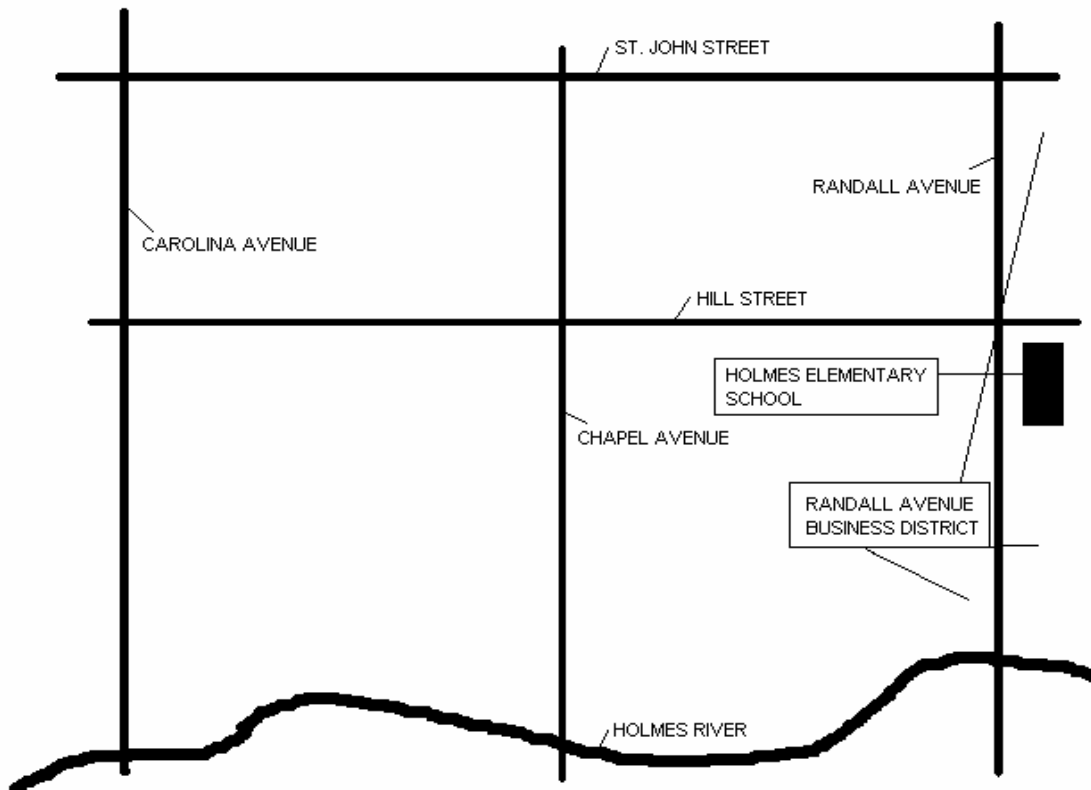 ST. JOHN STREET
RANDALL AVENUE
CAROLINA AVENUE
HILL STREET
HOLMES ELEMENTARY
SCHOOL
CHAPEL AVENUE
RANDALL AVENUE
BUSINESS DISTRICT
HOLMES RIVER